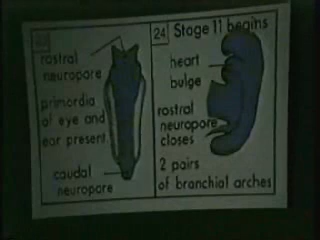 rostral
neuropore
primordia
of eye and
ear present
caudal
neuropore
24 Stage 11 begins
heart
bulge
rostral
neuropore
closes
2 pairs
of branchial arches